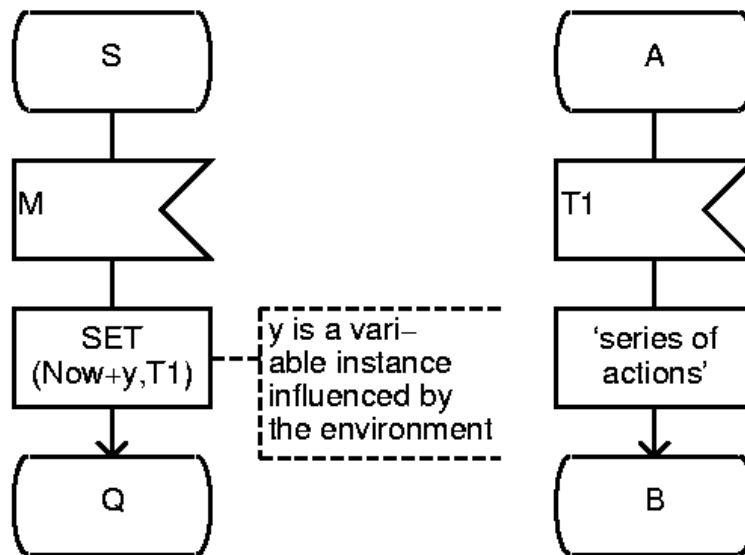 S
M
SET
(Now+y,T1)
y is a vari–
able instance
influenced by
the environment
Q
A
T1
‘series of
actions’
B